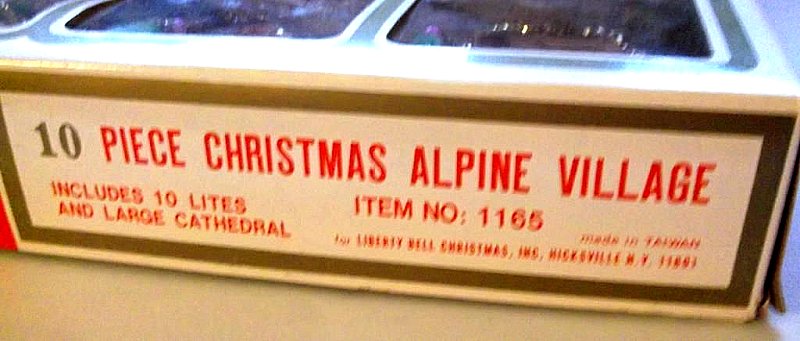 10 PIECE CHRISTMAS ALPINE VILLAGE
INCLUDES 10 LITES
AND LARGE CATHEDRAL
ITEM NO: 1165
made in TAIWAN
for LIBERTY BELL CHRISTMAS, INC. HICKSVILLE N.Y. 11801